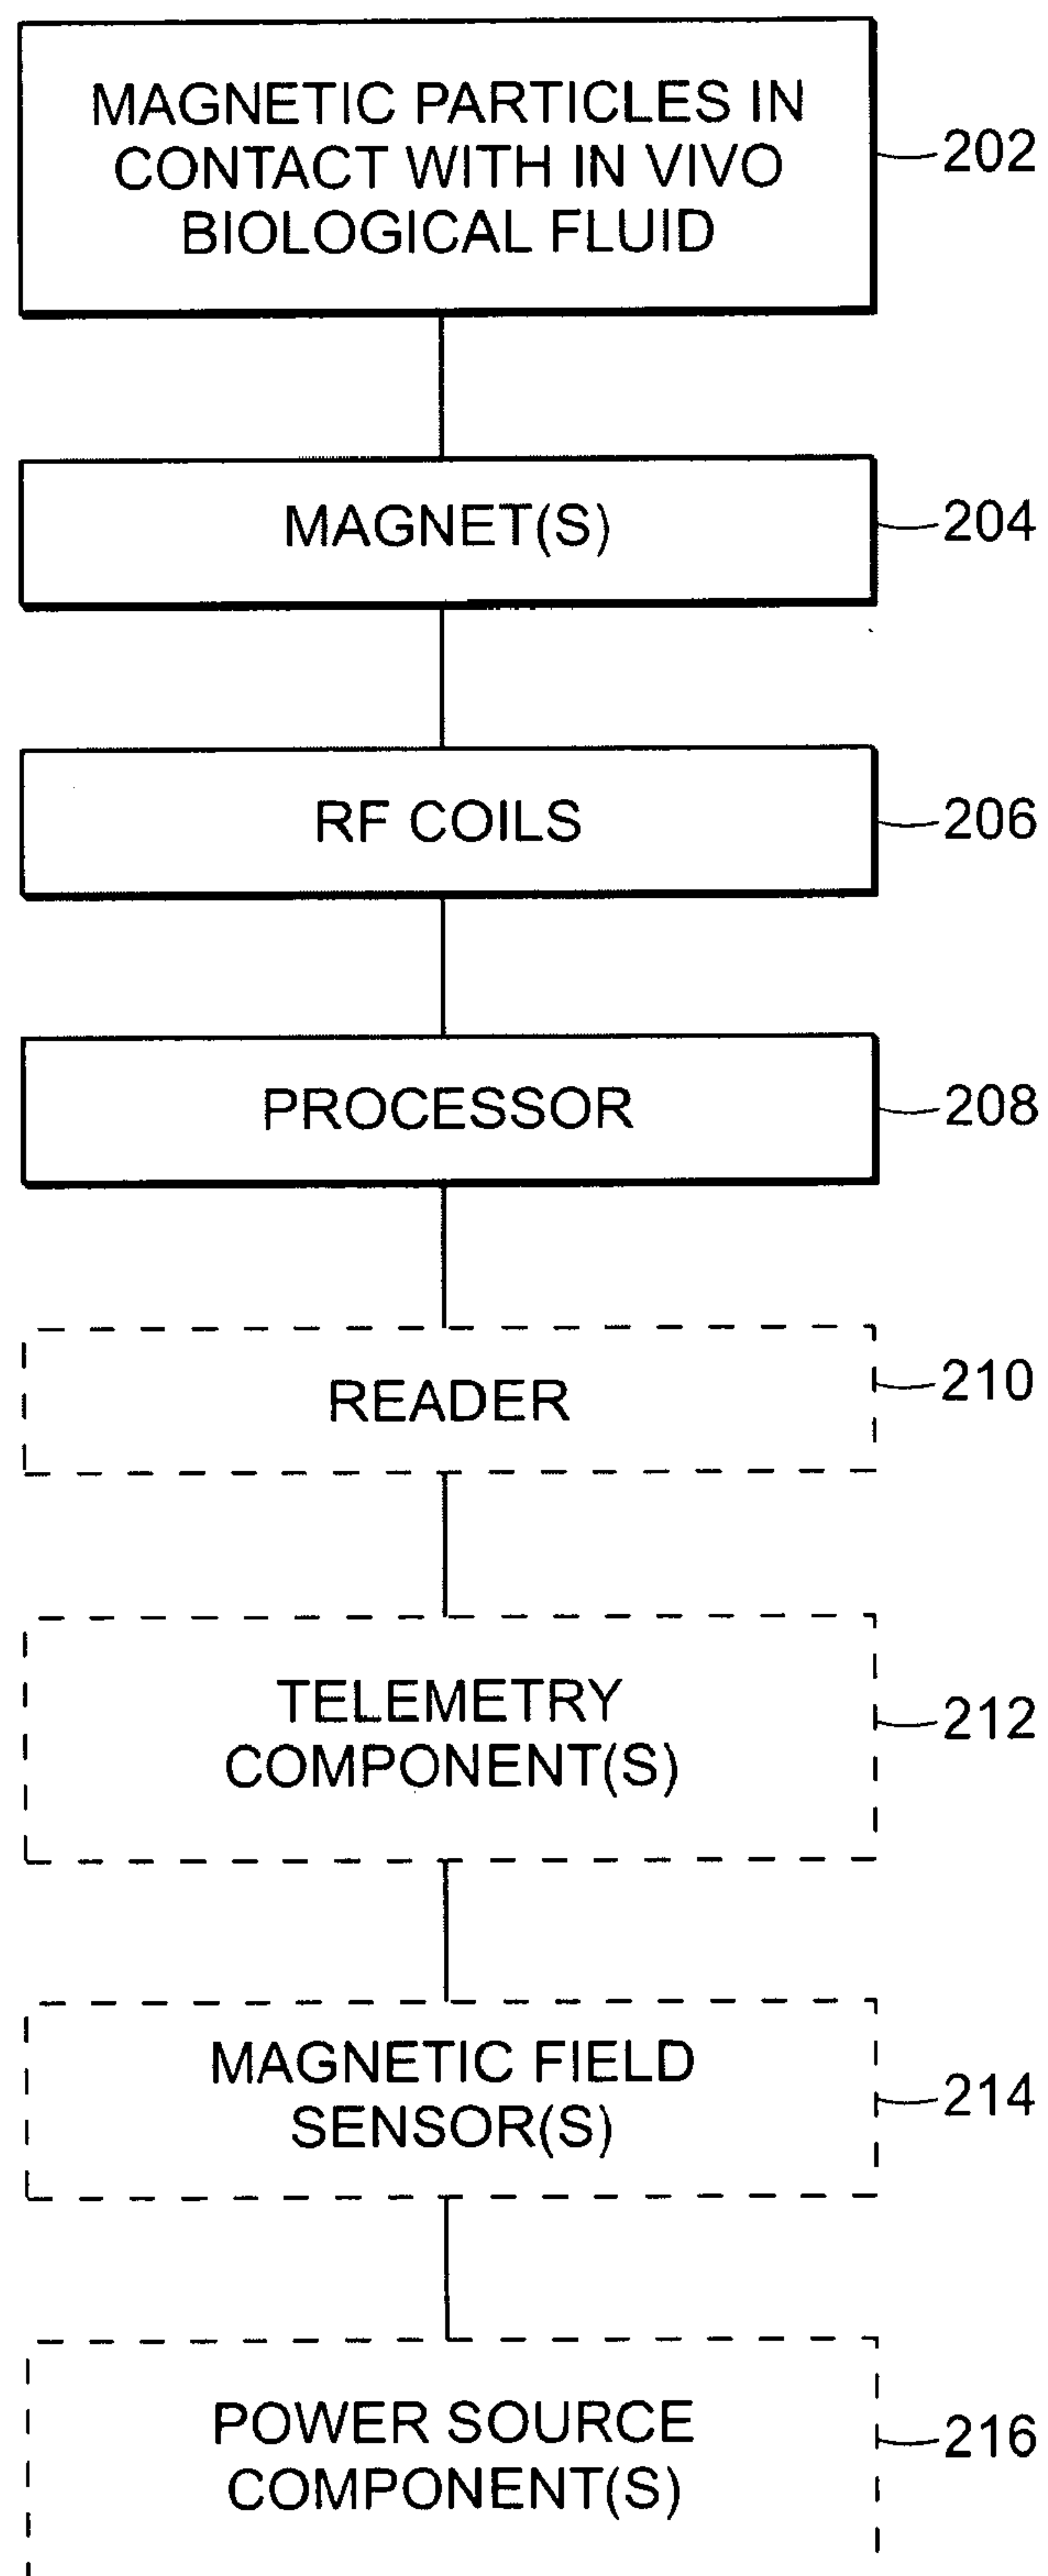 MAGNETIC PARTICLES IN
CONTACT WITH IN VIVO
BIOLOGICAL FLUID
202
MAGNET(S)
204
RF COILS
206
PROCESSOR
208
READER
210
TELEMETRY
COMPONENT(S)
212
MAGNETIC FIELD
SENSOR(S)
214
POWER SOURCE
COMPONENT(S)
216